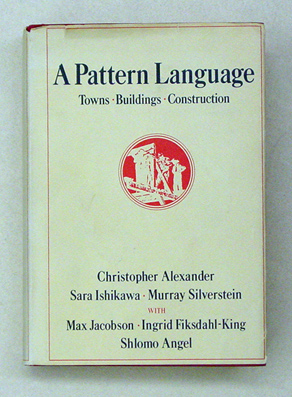 A Pattern Language
Towns · Buildings · Construction
Christopher Alexander
Sara Ishikawa · Murray Silverstein
WITH
Max Jacobson · Ingrid Fiksdahl-King
Shlomo Angel